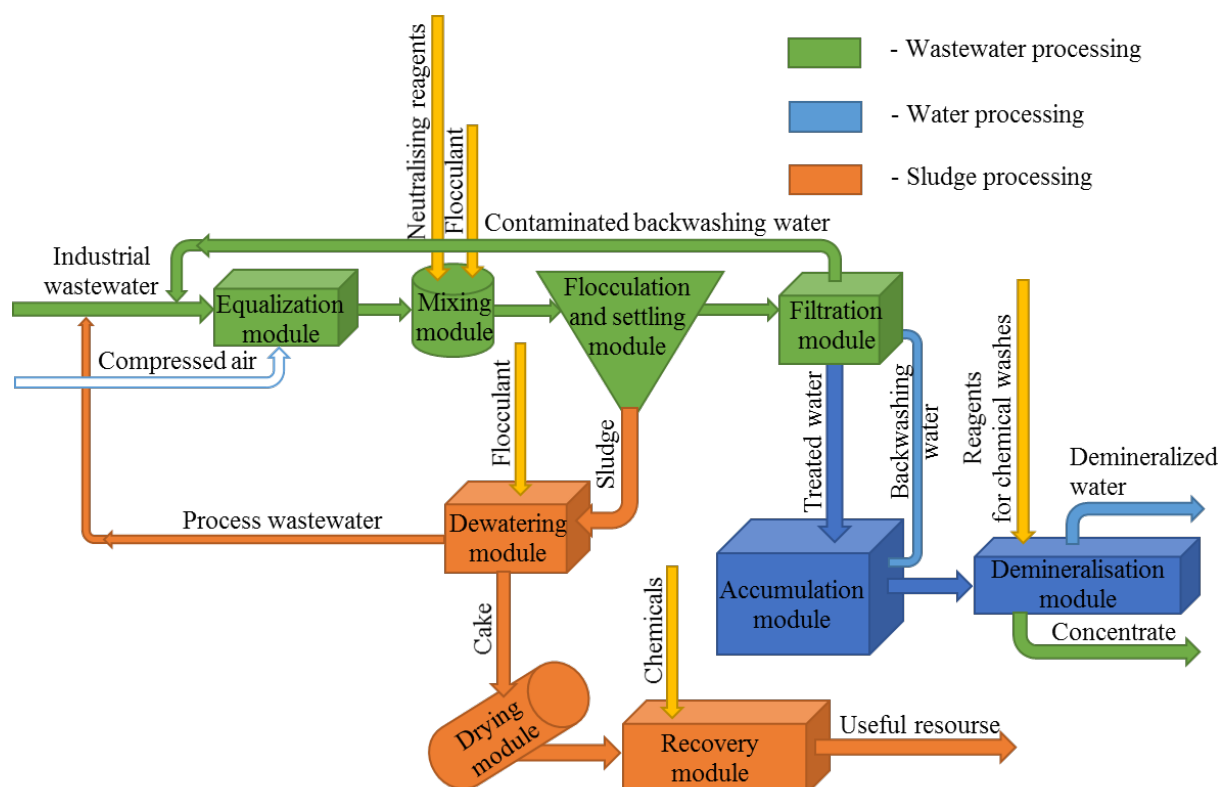 - Wastewater processing
- Water processing
- Sludge processing
Neutralising reagents
Flocculant
Contaminated backwashing water
Industrial
wastewater
Equalization
module
Mixing
module
Flocculation
and settling
module
Filtration
module
Compressed air
Flocculant
Sludge
Treated water
Backwashing
water
Reagents
for chemical washes
Demineralized
water
Process wastewater
Dewatering
module
Accumulation
module
Demineralisation
module
Concentrate
Cake
Chemicals
Drying
module
Recovery
module
Useful resourse